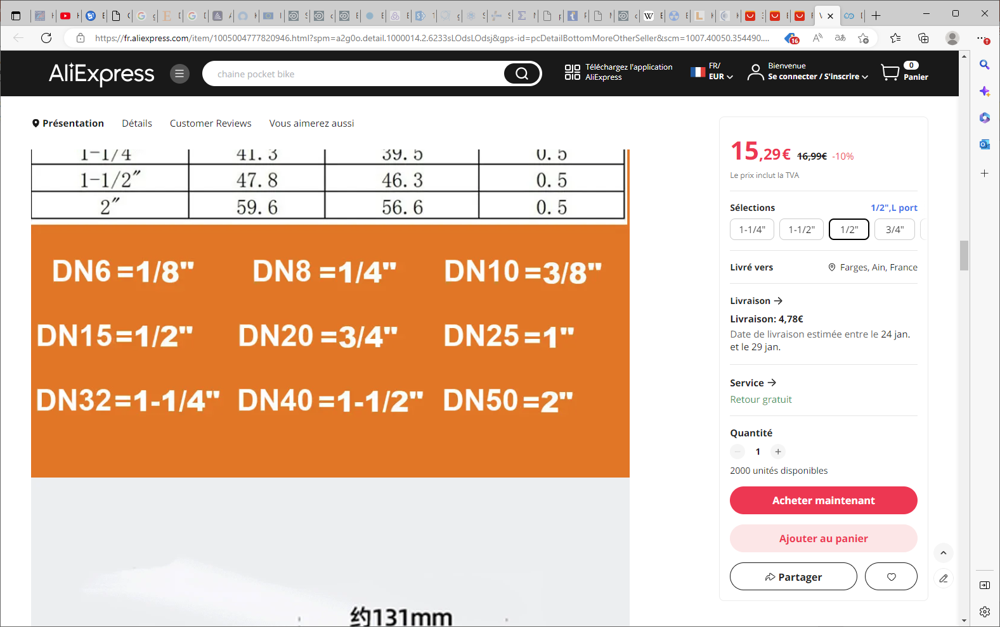 https://fr.aliexpress.com/item/1005004777820946.html?spm=a2g0o.detail.1000014.2.6233sLOdsLOdsj&gps-id=pcDetailBottomMoreOtherSeller&scm=1007.40050.354490....
16
AliExpress
chaine pocket bike
Téléchargez l'application
AliExpress
FR/
EUR
Bienvenue
Se connecter / S'inscrire
0
Panier
Présentation
Détails
Customer Reviews
Vous aimerez aussi
1-1/4 41.3 39.5 0.5
1-1/2″ 47.8 46.3 0.5
2″ 59.6 56.6 0.5
DN6 =1/8" DN8 =1/4" DN10 =3/8"
DN15 =1/2" DN20 =3/4" DN25 =1"
DN32 =1-1/4" DN40 =1-1/2" DN50 =2"
约131mm
15,29€ 16,99€ -10%
Le prix inclut la TVA
Sélections 1/2",L port
1-1/4" 1-1/2" 1/2" 3/4"
Livré vers Farges, Ain, France
Livraison
Livraison: 4,78€
Date de livraison estimée entre le 24 jan.
et le 29 jan.
Service
Retour gratuit
Quantité
1
2000 unités disponibles
Acheter maintenant
Ajouter au panier
Partager